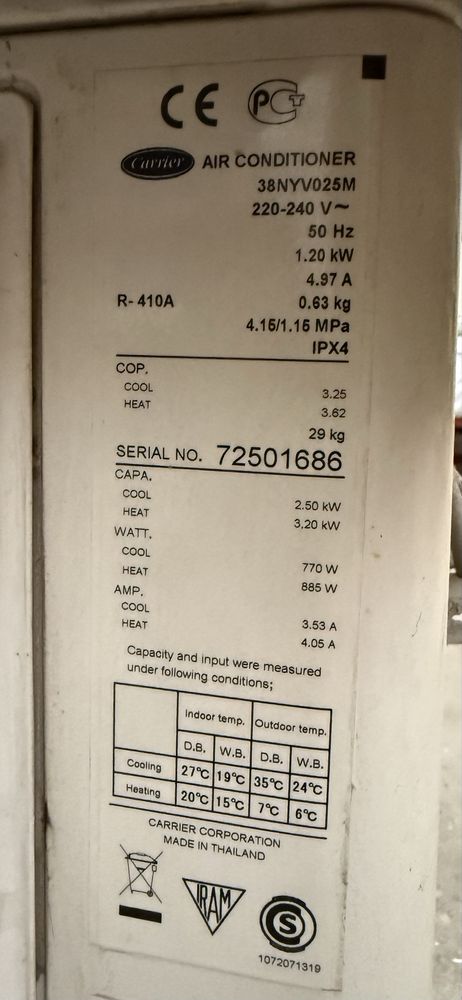 CE PCT
Carrier AIR CONDITIONER
38NYV025M
220-240 V~
50 Hz
1.20 kW
4.97 A
R-410A 0.63 kg
4.15/1.15 MPa
IPX4
COP.
COOL 3.25
HEAT 3.62
29 kg
SERIAL NO. 72501686
CAPA.
COOL 2.50 kW
HEAT 3.20 kW
WATT.
COOL 770 W
HEAT 885 W
AMP.
COOL 3.53 A
HEAT 4.05 A
Capacity and input were measured
under following conditions;
Indoor temp. Outdoor temp.
D.B. W.B. D.B. W.B.
Cooling 27°C 19°C 35°C 24°C
Heating 20°C 15°C 7°C 6°C
CARRIER CORPORATION
MADE IN THAILAND
IRAM S
1072071319